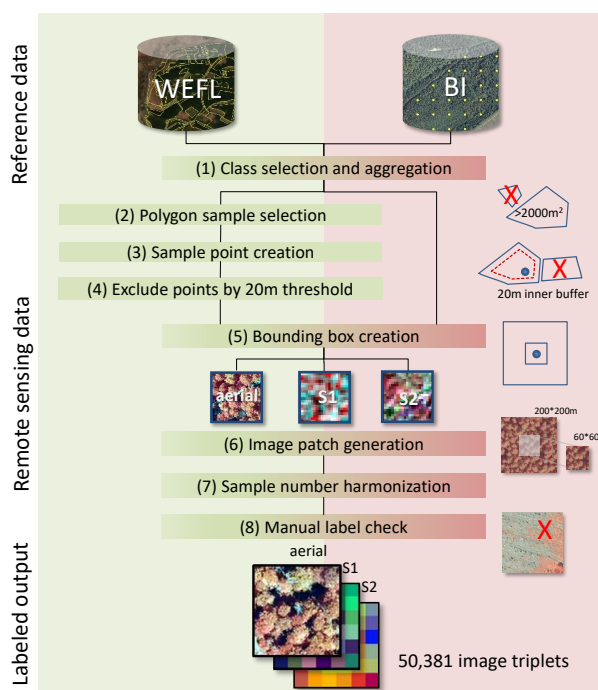 Reference data
WEFL
BI
(1) Class selection and aggregation
(2) Polygon sample selection
X
>2000m²
(3) Sample point creation
X
20m inner buffer
(4) Exclude points by 20m threshold
Remote sensing data
(5) Bounding box creation
aerial
S1
S2
200*200m
60*60
(6) Image patch generation
(7) Sample number harmonization
(8) Manual label check
X
Labeled output
aerial
S1
S2
50,381 image triplets